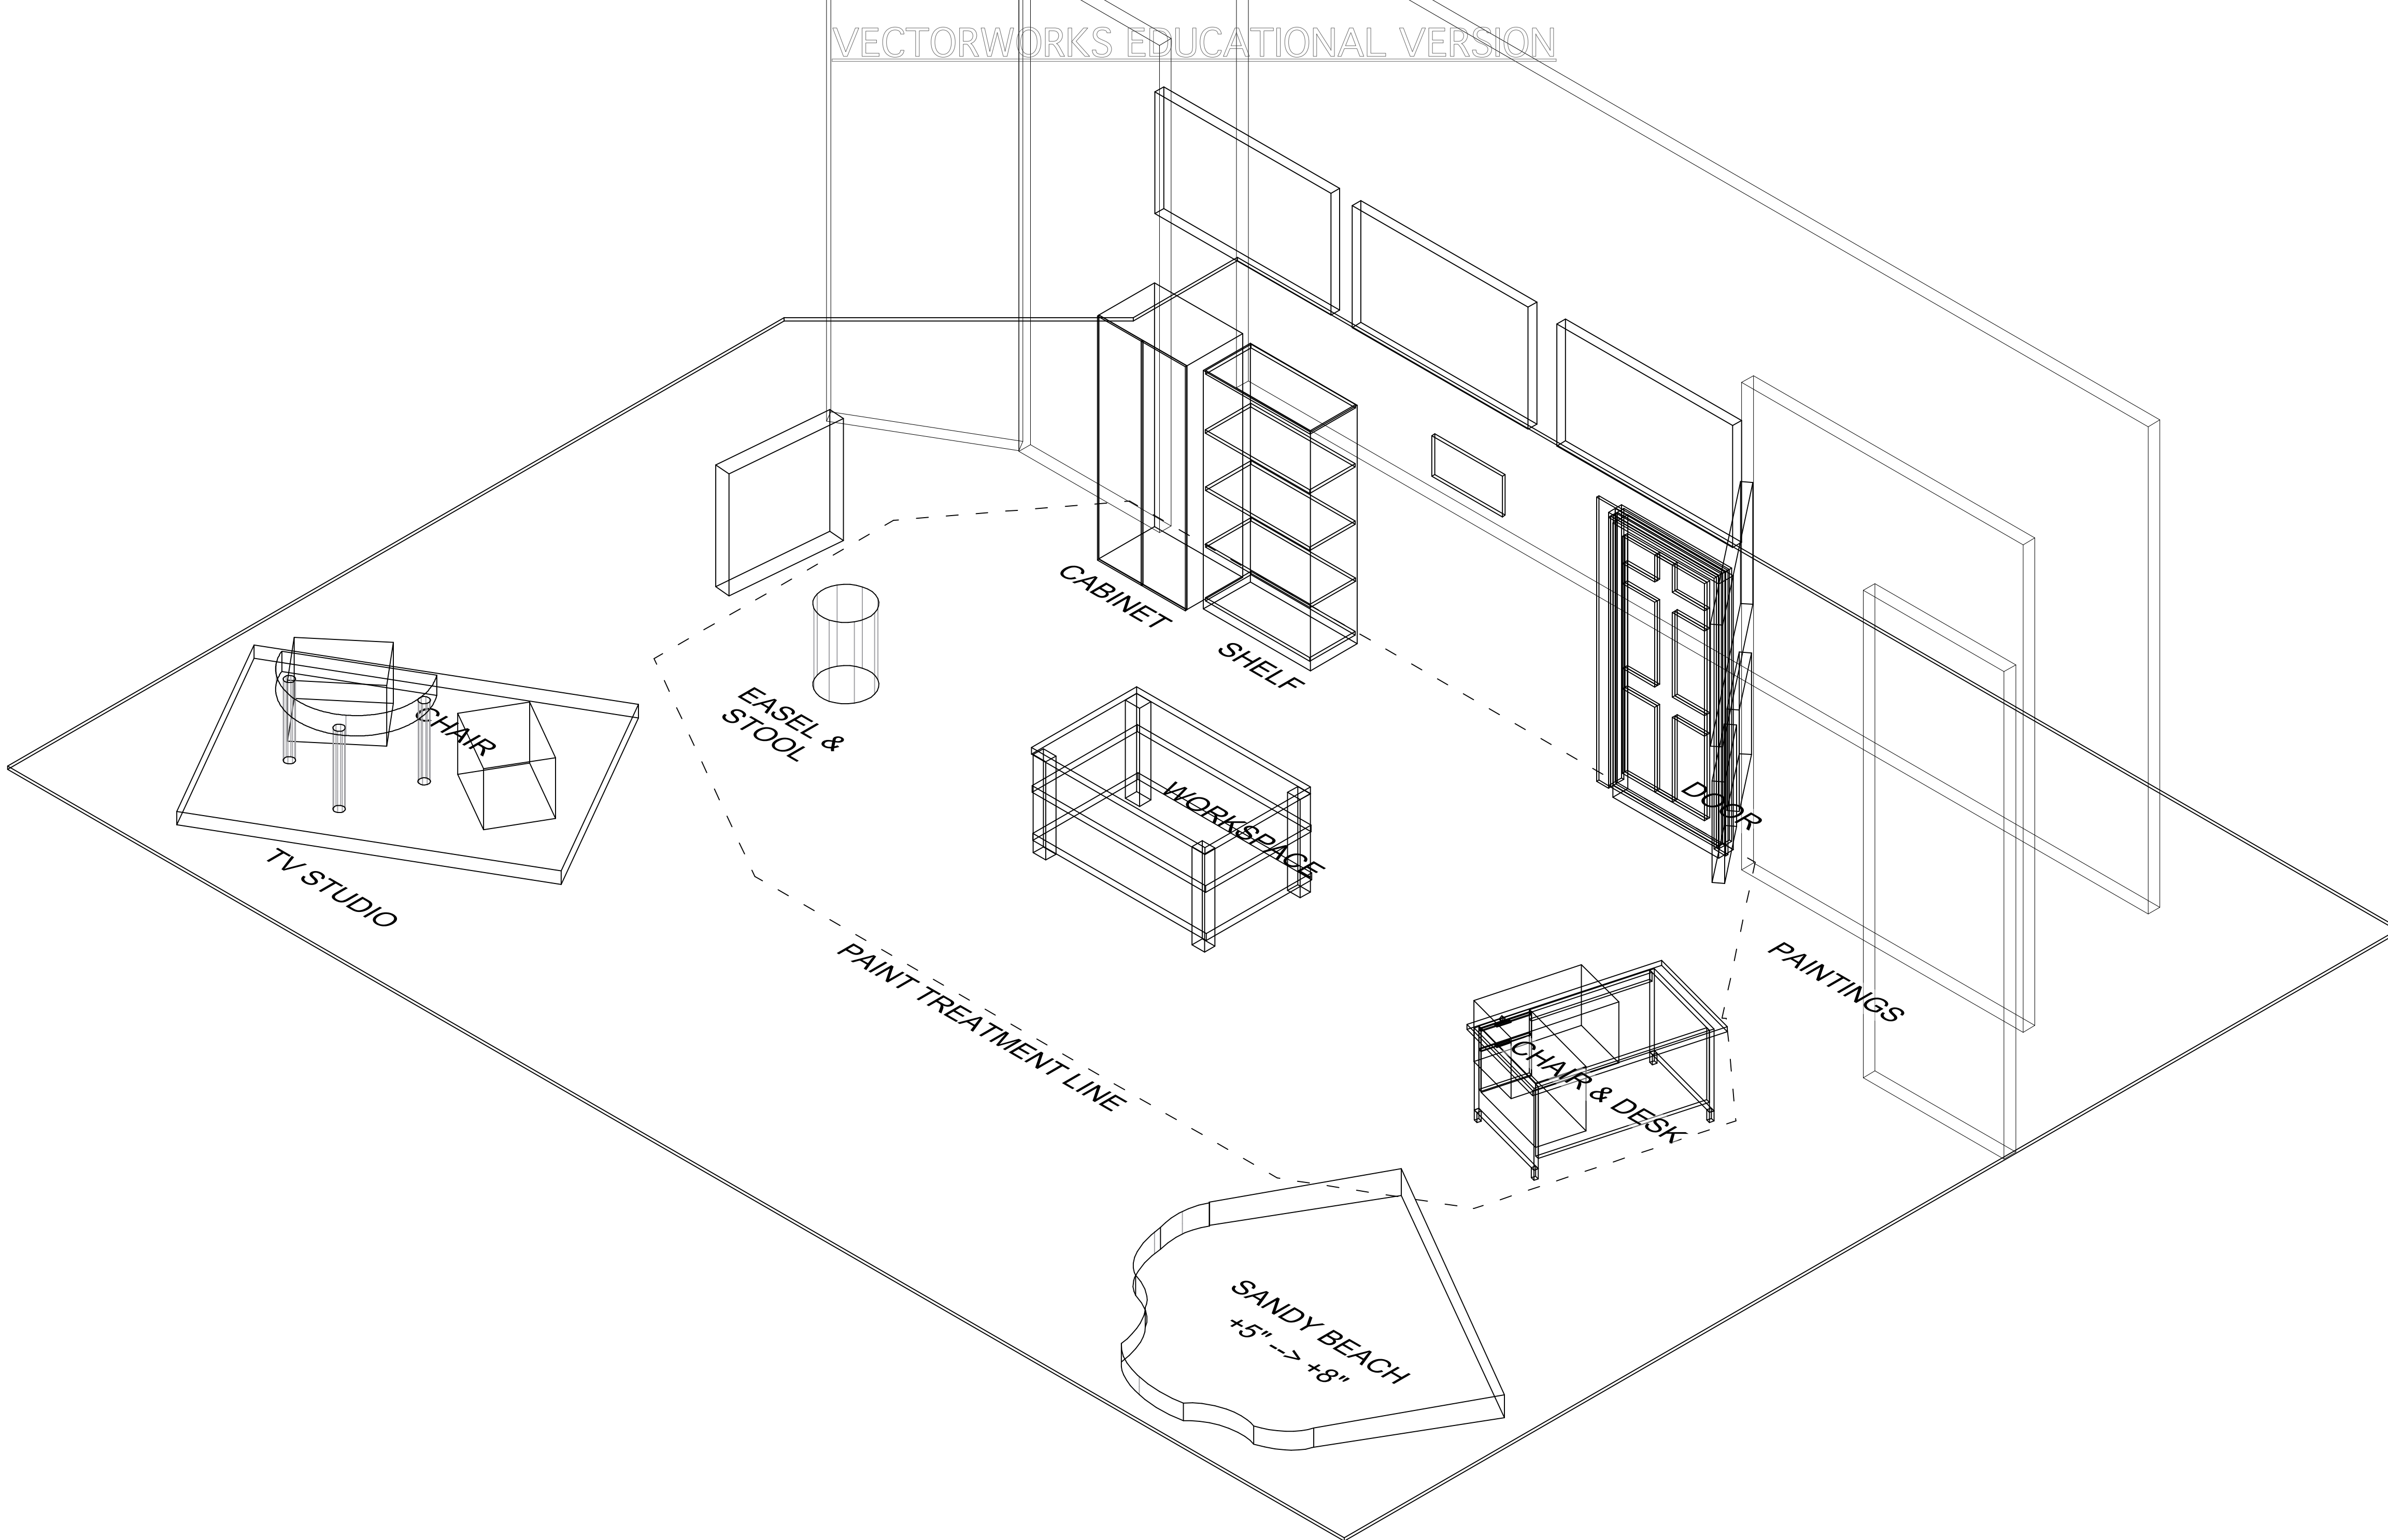 VECTORWORKS EDUCATIONAL VERSION
CABINET
SHELF
EASEL &
STOOL
CHAIR
WORKSPACE
DOOR
TV STUDIO
PAINT TREATMENT LINE
PAINTINGS
CHAIR & DESK
SANDY BEACH
+5" --> +8"